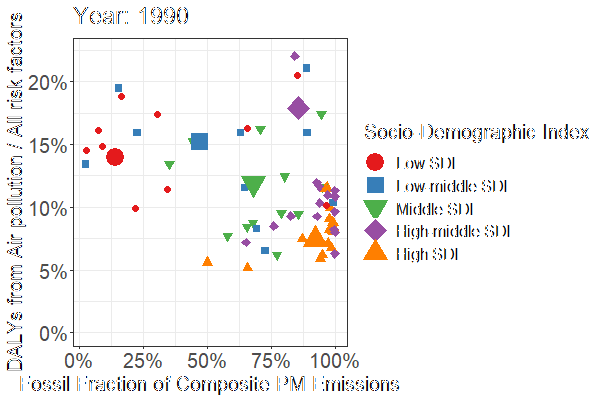 Year: 1990
DALYs from Air pollution / All risk factors
20%
15%
10%
5%
0%
0%
25%
50%
75%
100%
Fossil Fraction of Composite PM Emissions
Socio-Demographic Index
Low SDI
Low-middle SDI
Middle SDI
High-middle SDI
High SDI